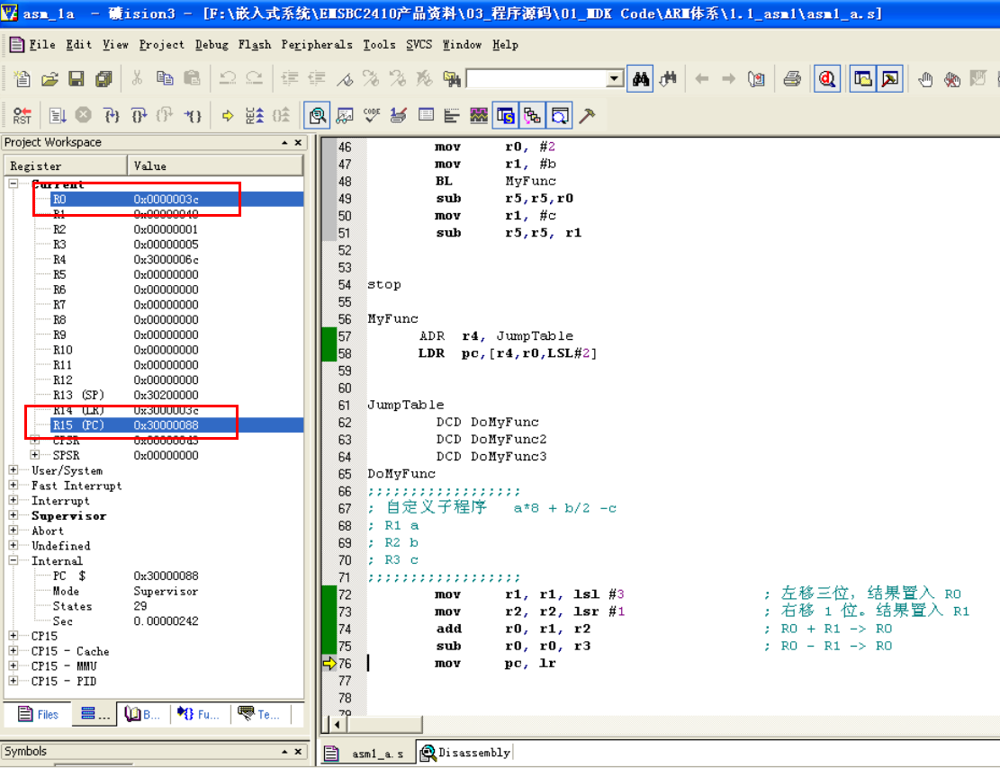 asm_1a - 礦ision3 - [F:\嵌入式系统\EMSBC2410产品资料\03_程序源码\01_MDK Code\ARM体系\1.1_asm1\asm1_a.s]
File Edit View Project Debug Flash Peripherals Tools SVCS Window Help
RST
CODE
Project Workspace
Register Value
Current
R0 0x0000003c
R1 0x00000040
R2 0x00000001
R3 0x00000005
R4 0x3000006c
R5 0x00000000
R6 0x00000000
R7 0x00000000
R8 0x00000000
R9 0x00000000
R10 0x00000000
R11 0x00000000
R12 0x00000000
R13 (SP) 0x30200000
R14 (LR) 0x3000003c
R15 (PC) 0x30000088
CPSR 0x000000d3
SPSR 0x00000000
User/System
Fast Interrupt
Interrupt
Supervisor
Abort
Undefined
Internal
PC $ 0x30000088
Mode Supervisor
States 29
Sec 0.00000242
CP15
CP15 - Cache
CP15 - MMU
CP15 - PID
Files ... B... Fu... Te...
Symbols
46 mov r0, #2
47 mov r1, #b
48 BL MyFunc
49 sub r5,r5,r0
50 mov r1, #c
51 sub r5,r5, r1
52
53
54 stop
55
56 MyFunc
57 ADR r4, JumpTable
58 LDR pc,[r4,r0,LSL#2]
59
60
61 JumpTable
62 DCD DoMyFunc
63 DCD DoMyFunc2
64 DCD DoMyFunc3
65 DoMyFunc
66 ;;;;;;;;;;;;;;;;;;
67 ; 自定义子程序 a*8 + b/2 -c
68 ; R1 a
69 ; R2 b
70 ; R3 c
71 ;;;;;;;;;;;;;;;;;;
72 mov r1, r1, lsl #3 ; 左移三位，结果置入 R0
73 mov r2, r2, lsr #1 ; 右移 1 位。结果置入 R1
74 add r0, r1, r2 ; R0 + R1 -> R0
75 sub r0, r0, r3 ; R0 - R1 -> R0
76 mov pc, lr
77
78
79
asm1_a.s Disassembly